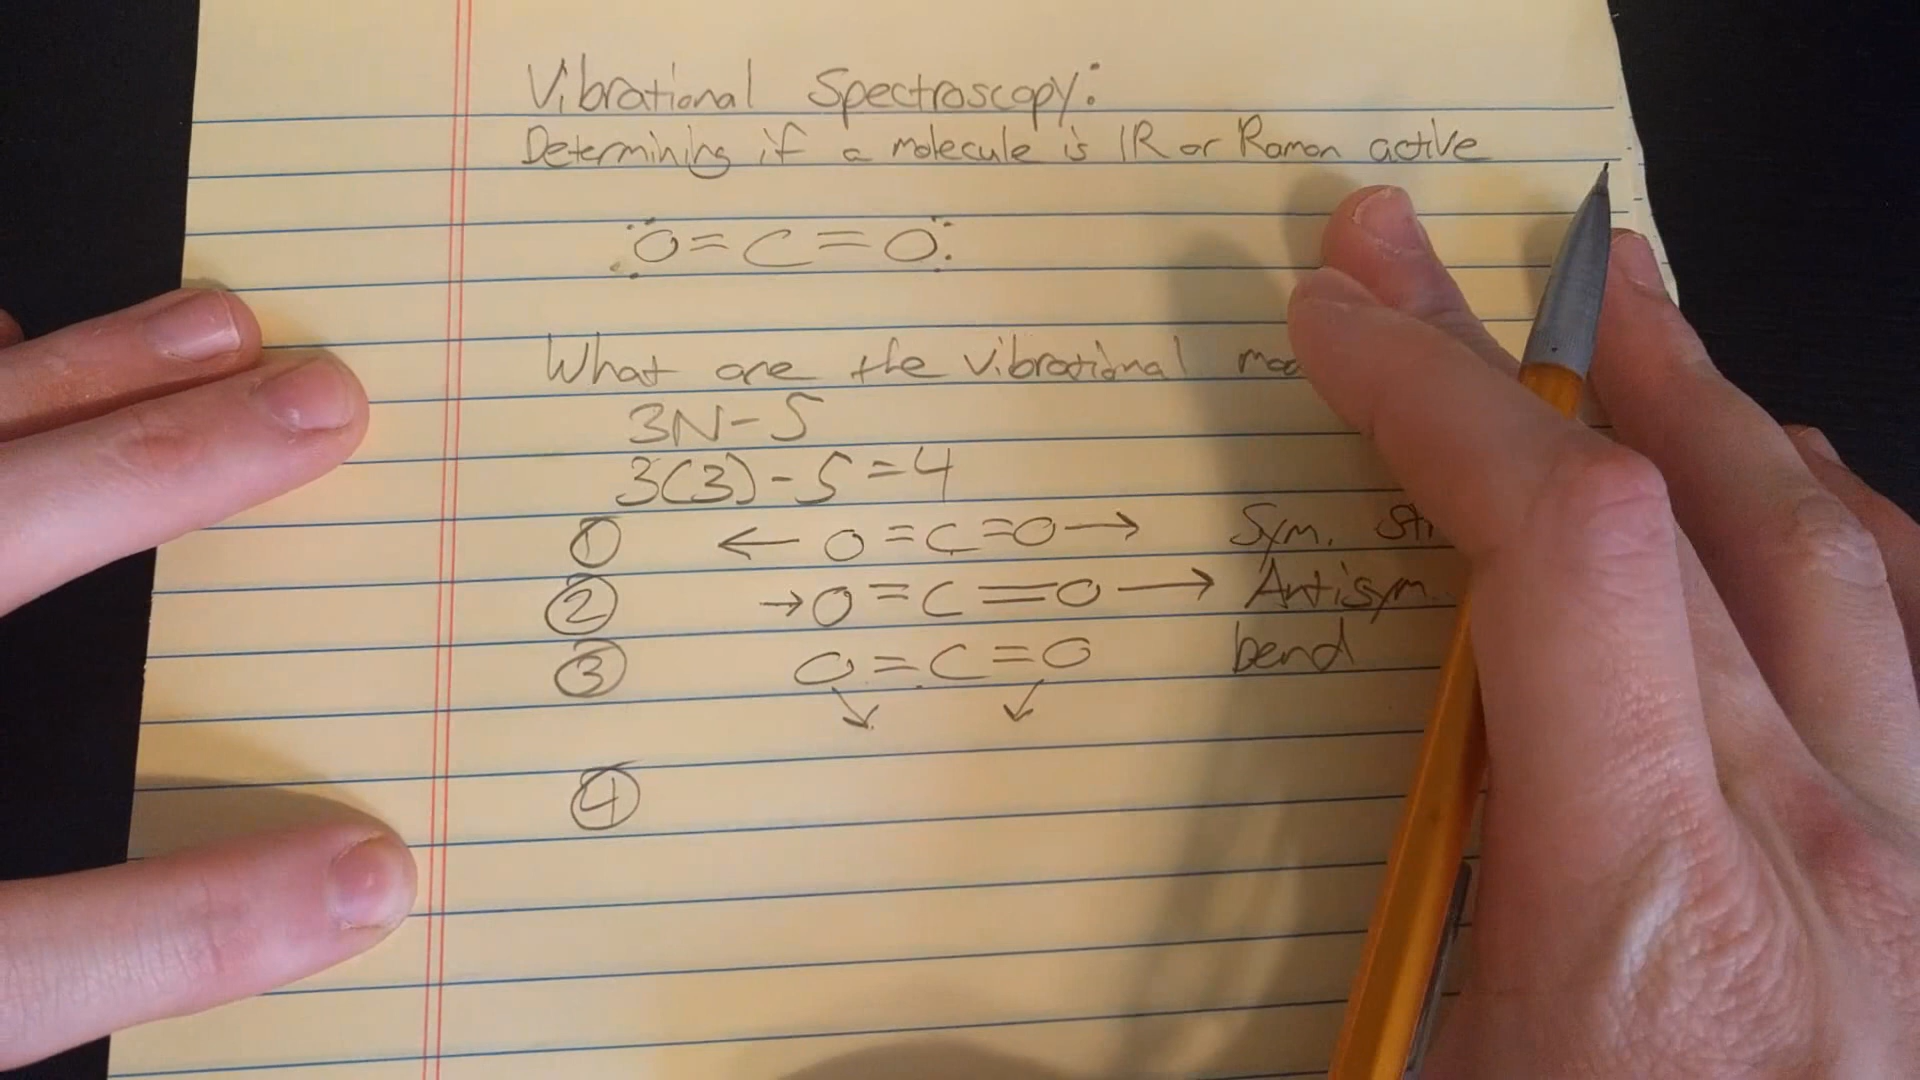 Vibrational Spectroscopy:
Determining if a molecule is IR or Raman active
:O=C=O:
What are the vibrational
3N-5
3(3)-5=4
① ← O=C=O → Sym.
② → O=C=O → Antisym.
③ O=C=O bend
④